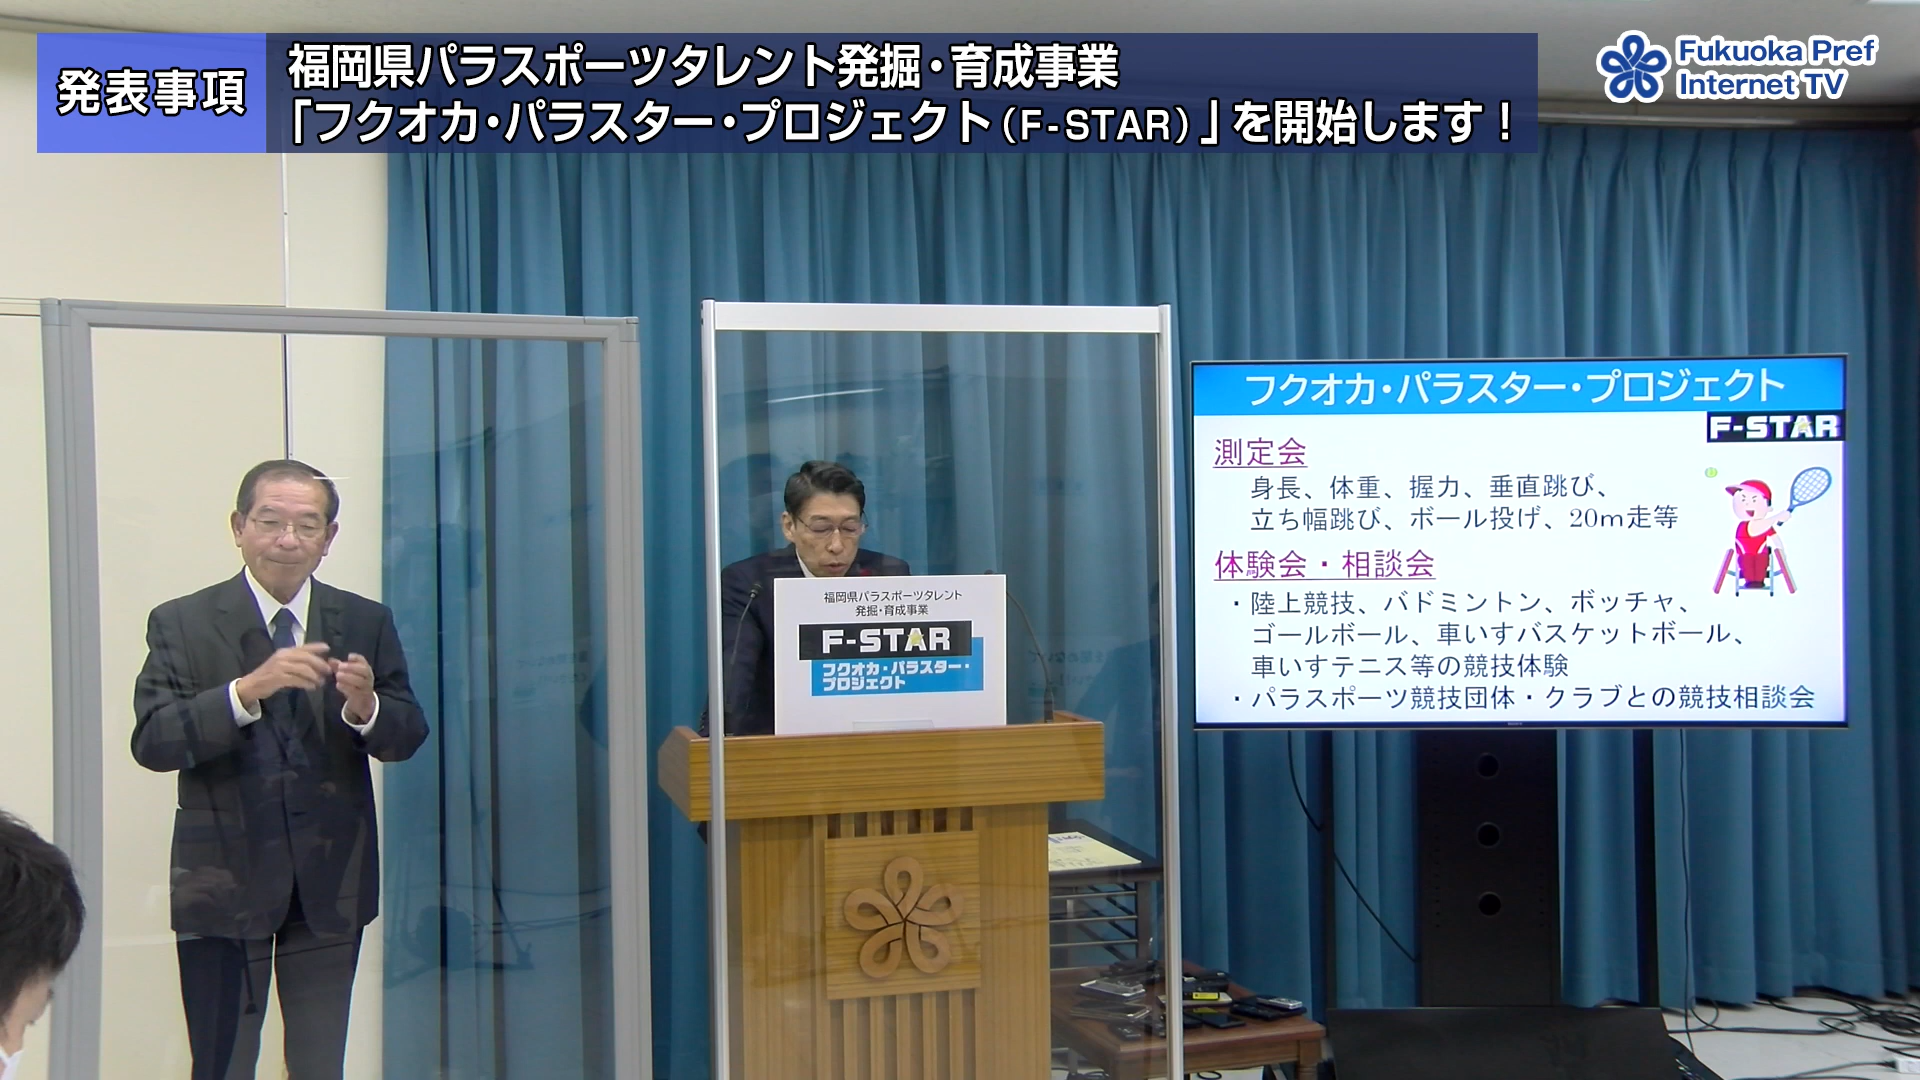 発表事項
福岡県パラスポーツタレント発掘・育成事業
「フクオカ・パラスター・プロジェクト（F-STAR）」を開始します！
Fukuoka Pref
Internet TV
フクオカ・パラスター・プロジェクト
F-STAR
測定会
身長、体重、握力、垂直跳び、
立ち幅跳び、ボール投げ、20m走等
体験会・相談会
・陸上競技、バドミントン、ボッチャ、
ゴールボール、車いすバスケットボール、
車いすテニス等の競技体験
・パラスポーツ競技団体・クラブとの競技相談会
福岡県パラスポーツタレント
発掘・育成事業
F-STAR
フクオカ・パラスター・
プロジェクト